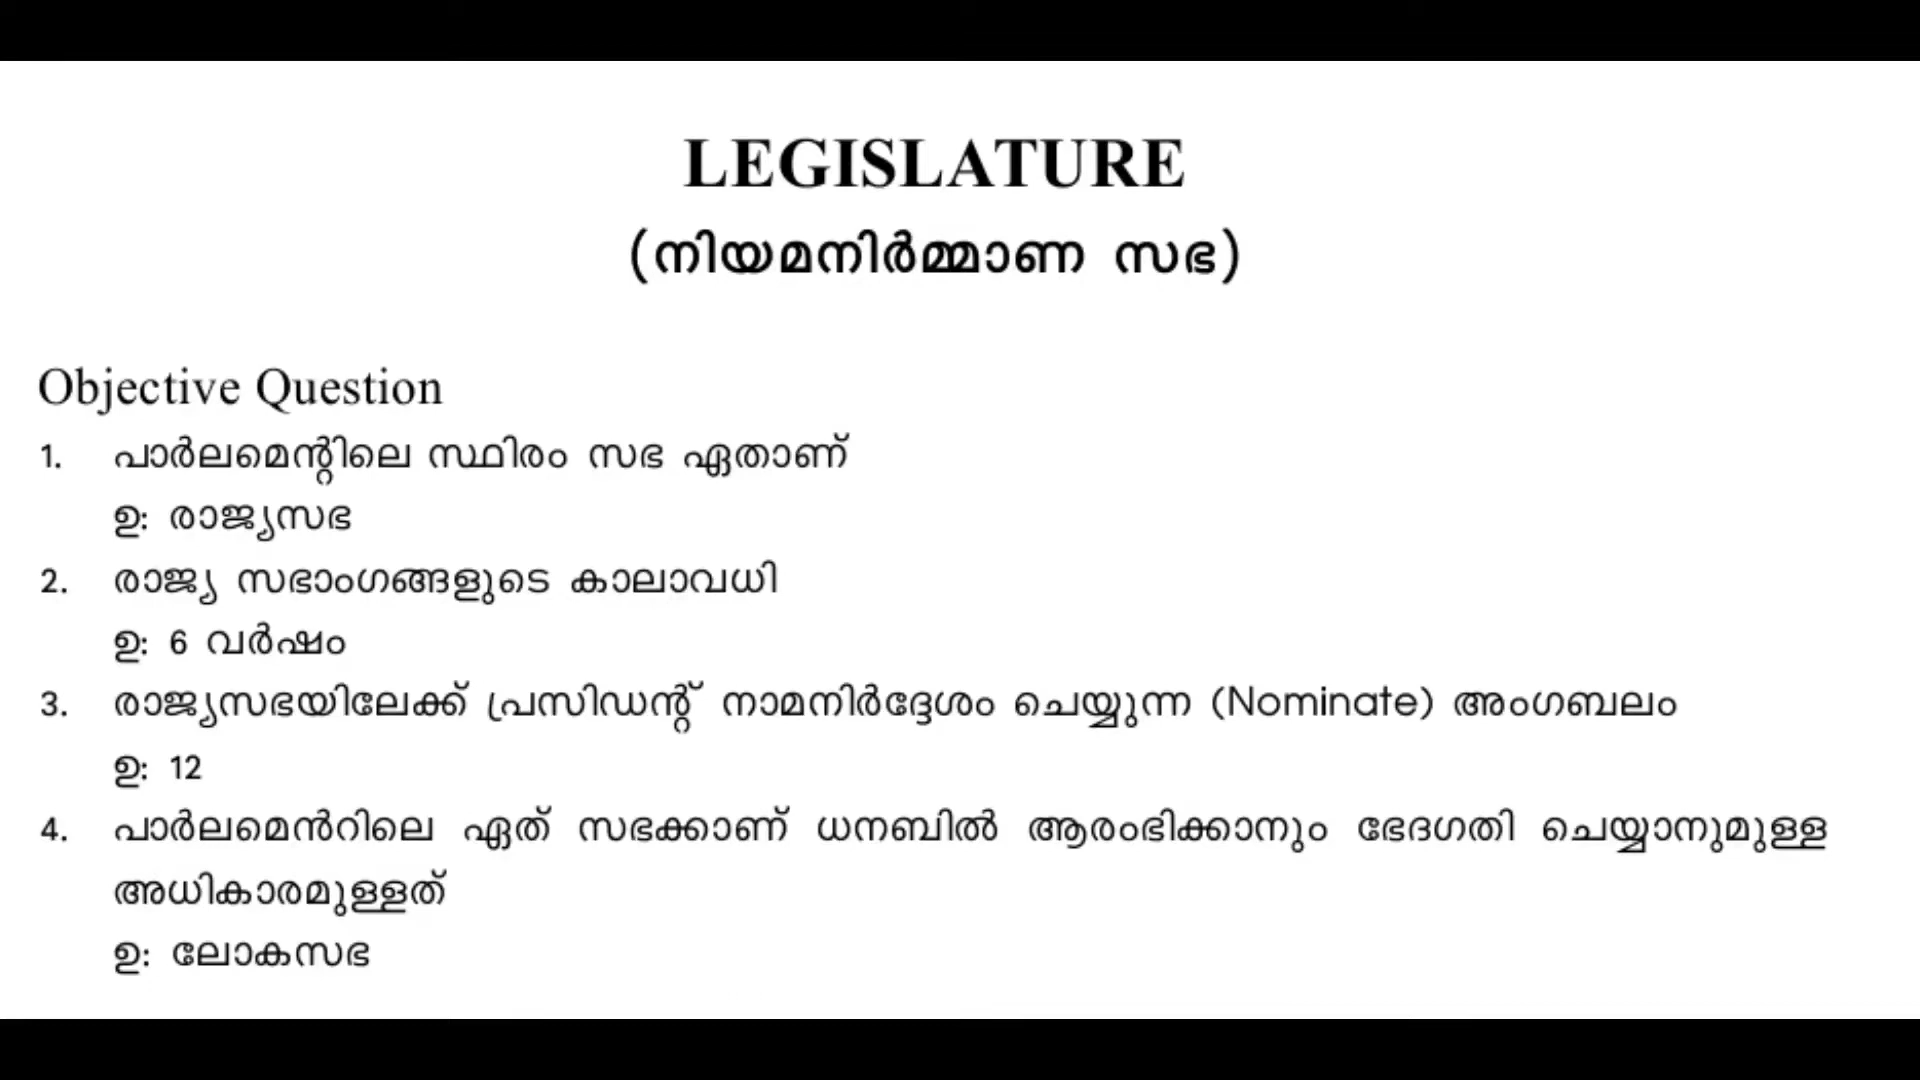 LEGISLATURE
(നിയമനിർമ്മാണ സഭ)
Objective Question
1. പാർലമെന്റിലെ സ്ഥിരം സഭ ഏതാണ്
ഉ: രാജ്യസഭ
2. രാജ്യ സഭാംഗങ്ങളുടെ കാലാവധി
ഉ: 6 വർഷം
3. രാജ്യസഭയിലേക്ക് പ്രസിഡന്റ് നാമനിർദ്ദേശം ചെയ്യുന്ന (Nominate) അംഗബലം
ഉ: 12
4. പാർലമെൻറിലെ ഏത് സഭക്കാണ് ധനബിൽ ആരംഭിക്കാനും ഭേദഗതി ചെയ്യാനുമുള്ള
അധികാരമുള്ളത്
ഉ: ലോകസഭ